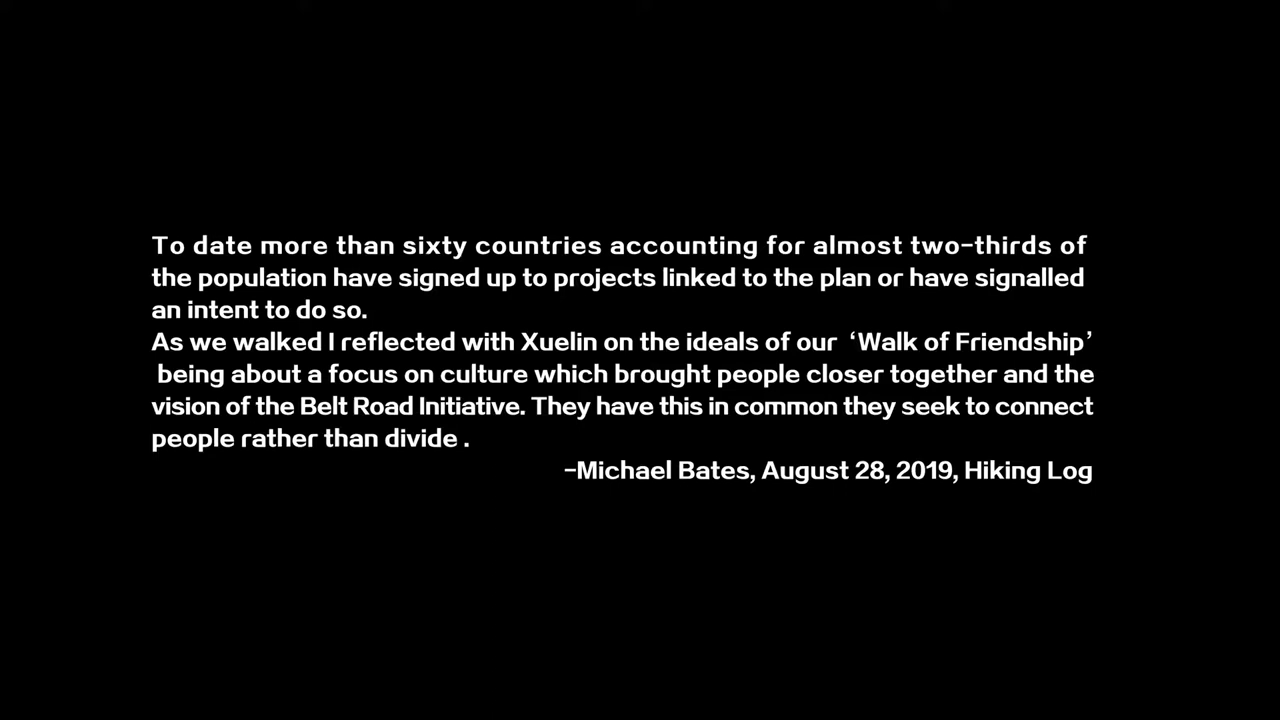 To date more than sixty countries accounting for almost two-thirds of
the population have signed up to projects linked to the plan or have signalled
an intent to do so.
As we walked I reflected with Xuelin on the ideals of our ‘Walk of Friendship’
being about a focus on culture which brought people closer together and the
vision of the Belt Road Initiative. They have this in common they seek to connect
people rather than divide .
-Michael Bates, August 28, 2019, Hiking Log